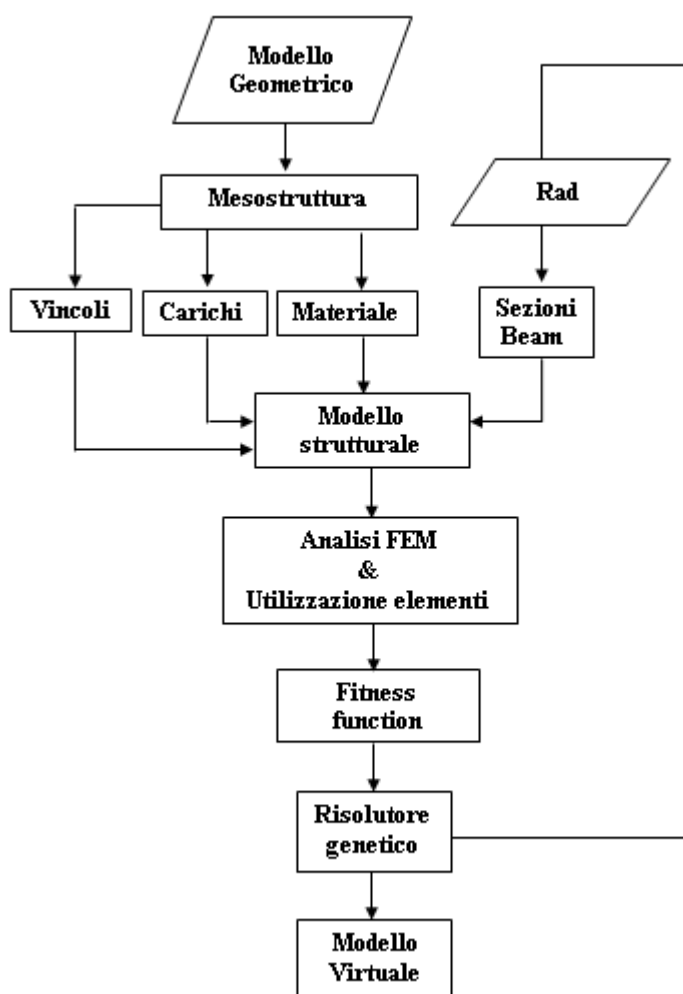 Modello
Geometrico
Mesostruttura
Rad
Vincoli
Carichi
Materiale
Sezioni
Beam
Modello
strutturale
Analisi FEM
&
Utilizzazione elementi
Fitness
function
Risolutore
genetico
Modello
Virtuale